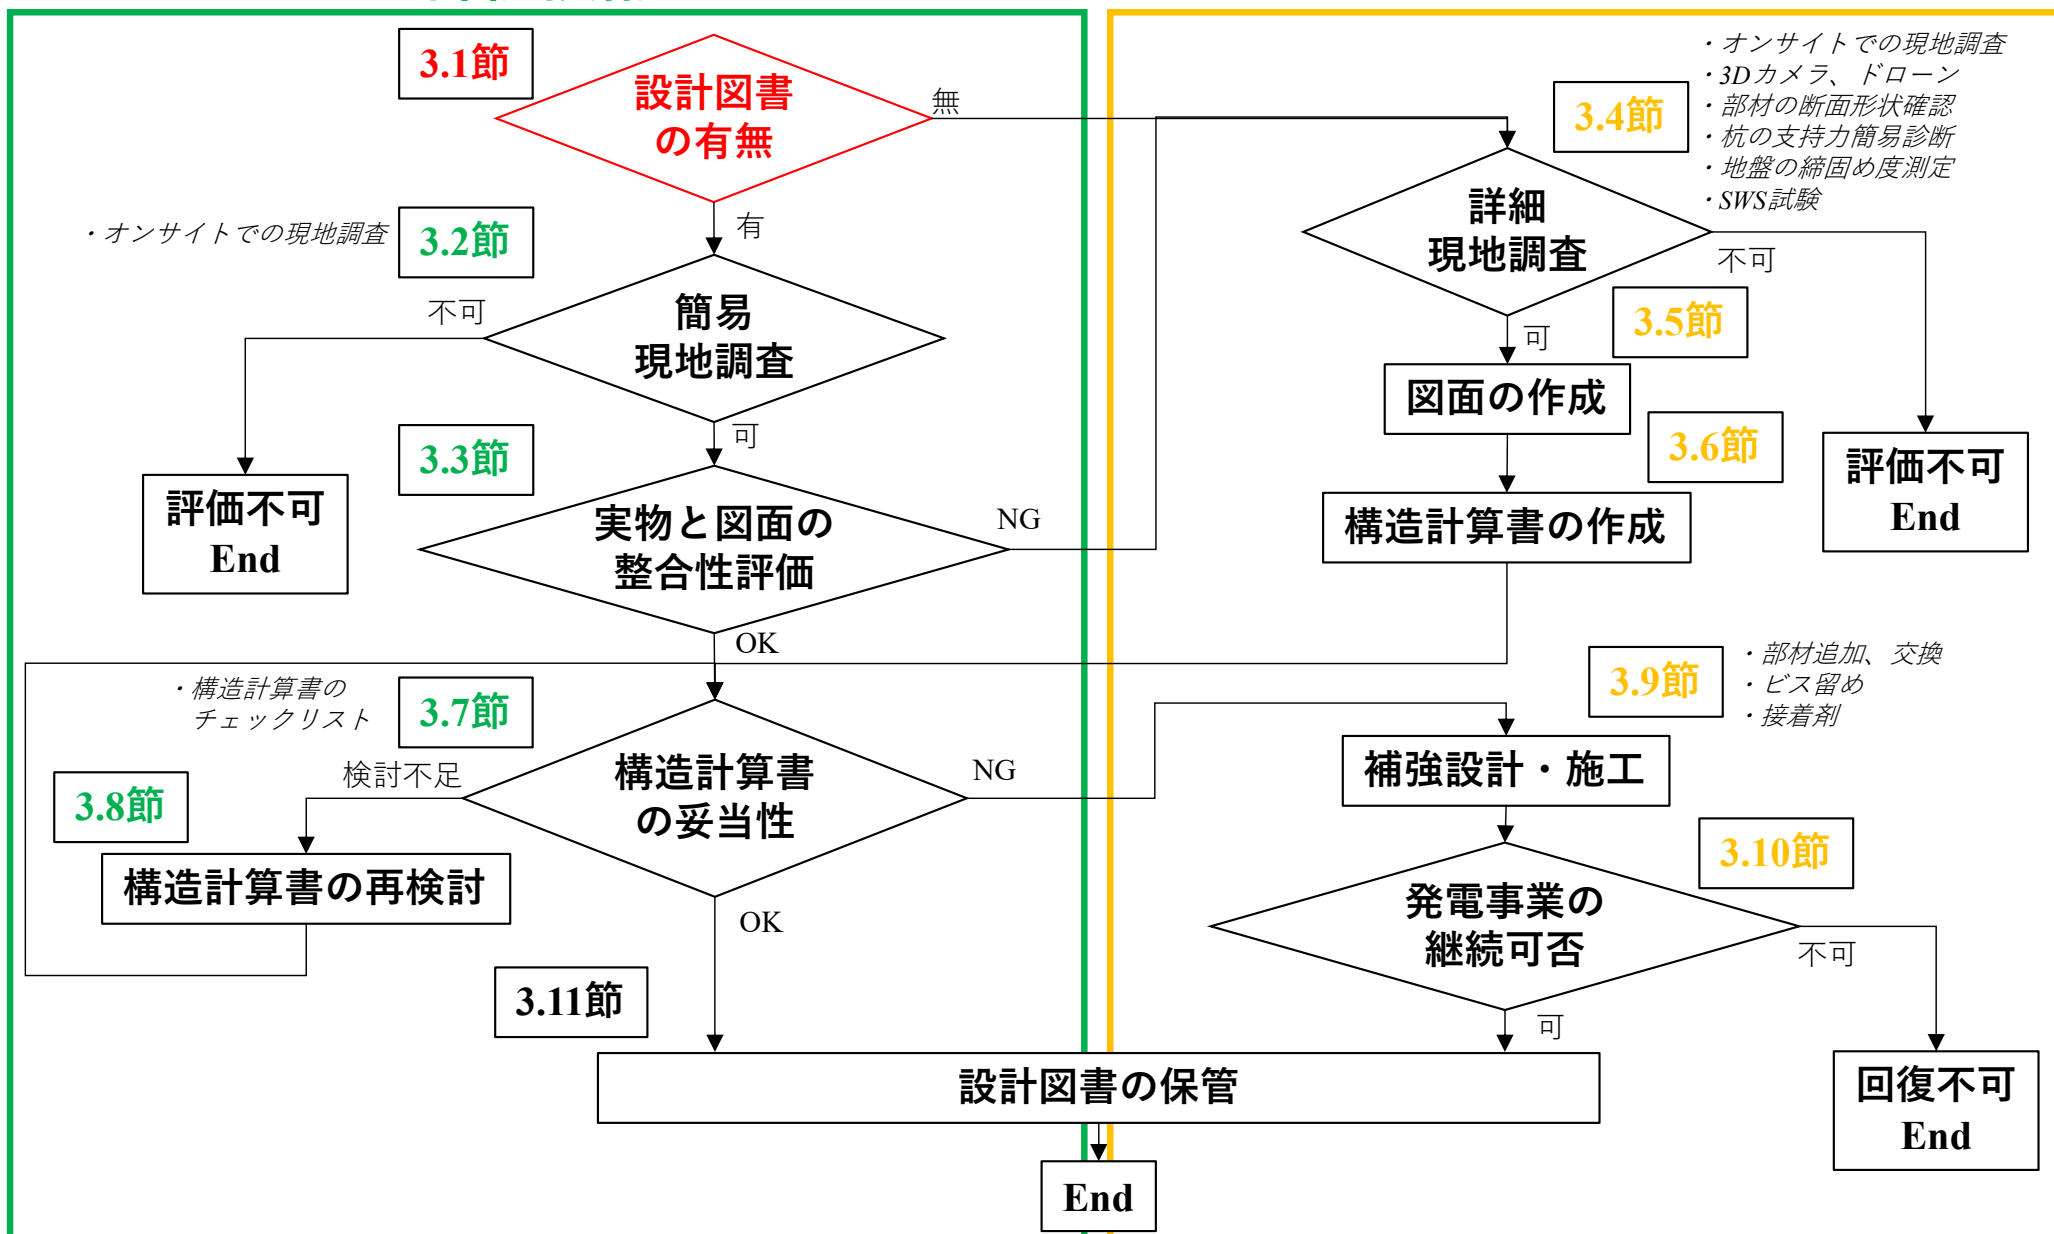 3.1節
設計図書
の有無
無
有
・オンサイトでの現地調査
3.2節
簡易
現地調査
不可
可
評価不可
End
3.3節
実物と図面の
整合性評価
NG
OK
・構造計算書の
チェックリスト
3.7節
構造計算書
の妥当性
検討不足
NG
OK
3.8節
構造計算書の再検討
3.11節
設計図書の保管
End
・オンサイトでの現地調査
・3Dカメラ、ドローン
・部材の断面形状確認
・杭の支持力簡易診断
・地盤の締固め度測定
・SWS試験
3.4節
詳細
現地調査
不可
可
3.5節
図面の作成
3.6節
構造計算書の作成
評価不可
End
3.9節
・部材追加、交換
・ビス留め
・接着剤
補強設計・施工
3.10節
発電事業の
継続可否
不可
可
回復不可
End